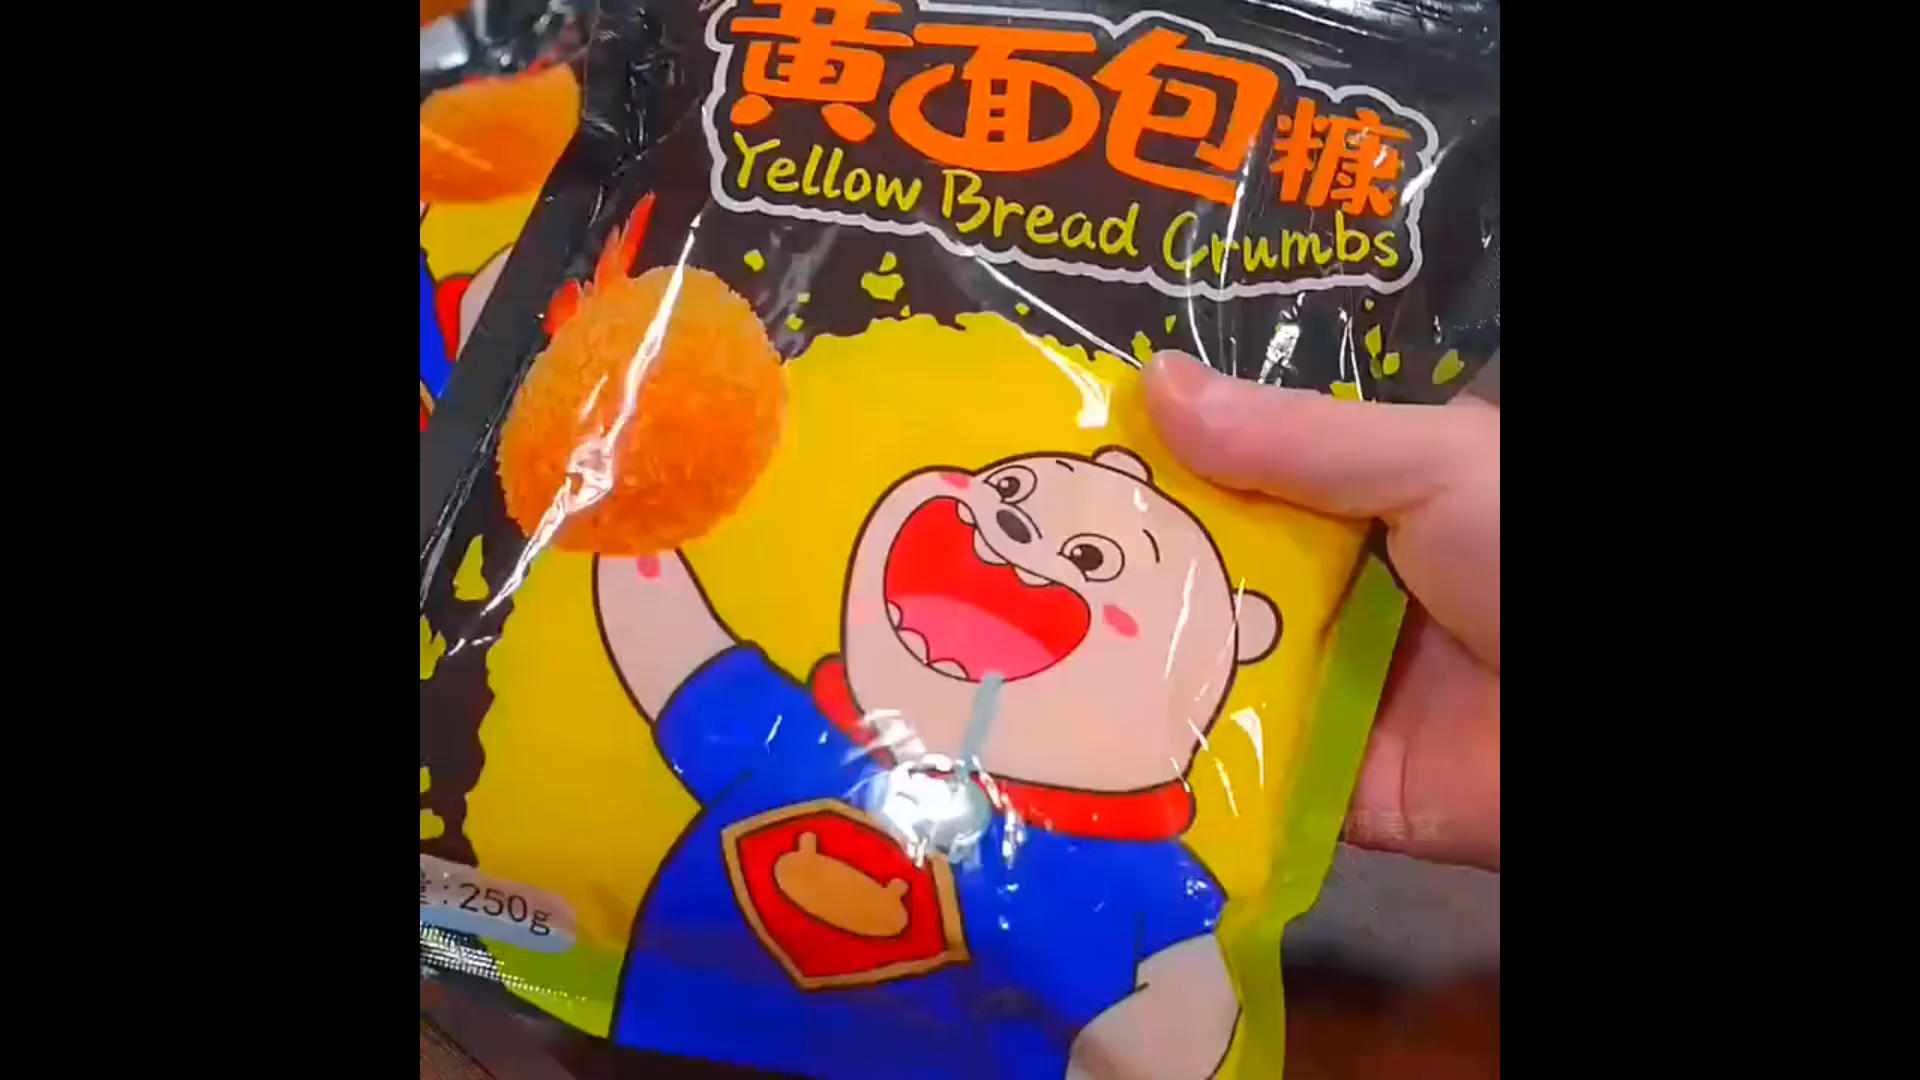 黄面包糠
Yellow Bread Crumbs
: 250g